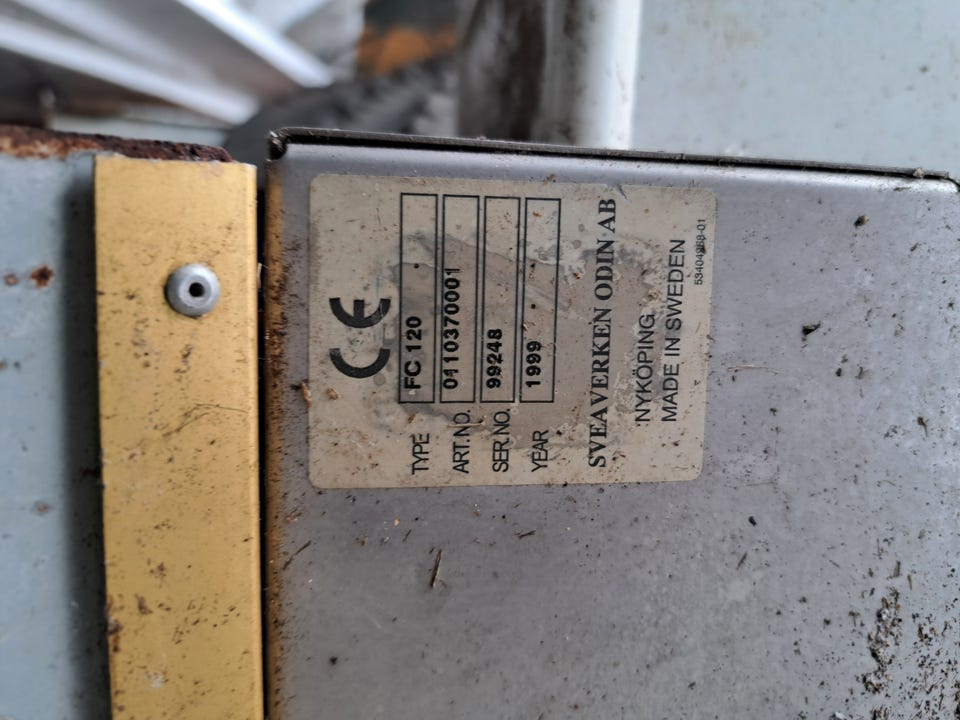 CE
TYPE FC 120
ART.NO. 0110370001
SER.NO. 99248
YEAR 1999
SVEAVERKEN ODIN AB
NYKÖPING
MADE IN SWEDEN